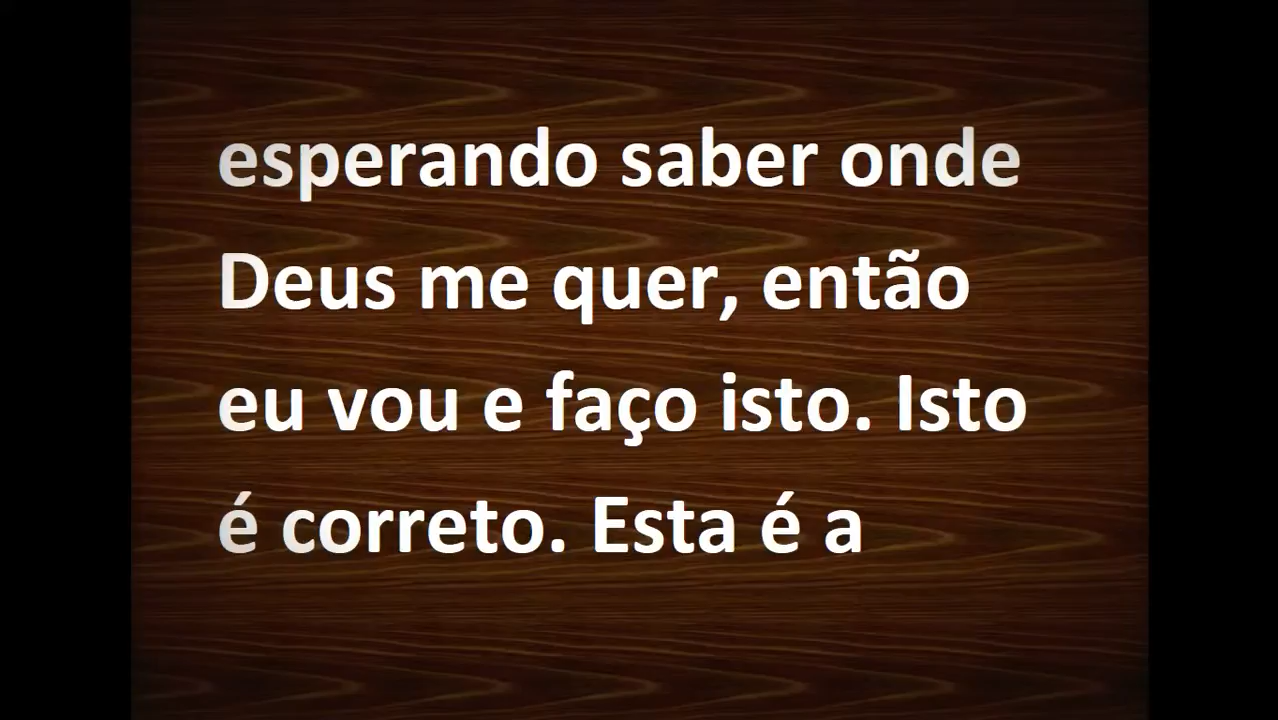 esperando saber onde
Deus me quer, então
eu vou e faço isto. Isto
é correto. Esta é a